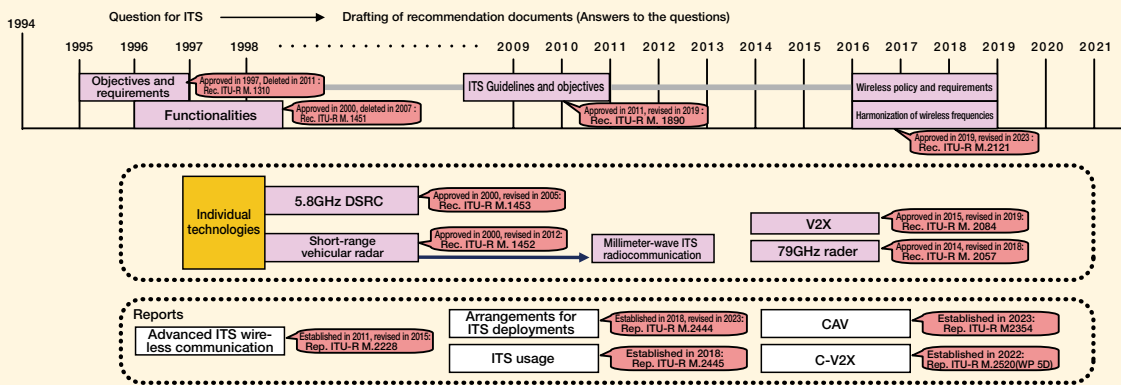 Question for ITS
Drafting of recommendation documents (Answers to the questions)
1994
1995 1996 1997 1998 2009 2010 2011 2012 2013 2014 2015 2016 2017 2018 2019 2020 2021
Objectives and
requirements
Approved in 1997, Deleted in 2011 :
Rec. ITU-R M. 1310
Functionalities
Approved in 2000, deleted in 2007 :
Rec. ITU-R M. 1451
ITS Guidelines and objectives
Approved in 2011, revised in 2019 :
Rec. ITU-R M. 1890
Wireless policy and requirements
Harmonization of wireless frequencies
Approved in 2019, revised in 2023 :
Rec. ITU-R M.2121
Individual
technologies
5.8GHz DSRC
Approved in 2000, revised in 2005:
Rec. ITU-R M.1453
Short-range
vehicular radar
Approved in 2000, revised in 2012:
Rec. ITU-R M. 1452
Millimeter-wave ITS
radiocommunication
V2X
Approved in 2015, revised in 2019:
Rec. ITU-R M. 2084
79GHz rader
Approved in 2014, revised in 2018:
Rec. ITU-R M. 2057
Reports
Advanced ITS wire-
less communication
Established in 2011, revised in 2015:
Rep. ITU-R M.2228
Arrangements for
ITS deployments
Established in 2018, revised in 2023:
Rep. ITU-R M.2444
ITS usage
Established in 2018:
Rep. ITU-R M.2445
CAV
Established in 2023:
Rep. ITU-R M2354
C-V2X
Established in 2022:
Rep. ITU-R M.2520(WP 5D)